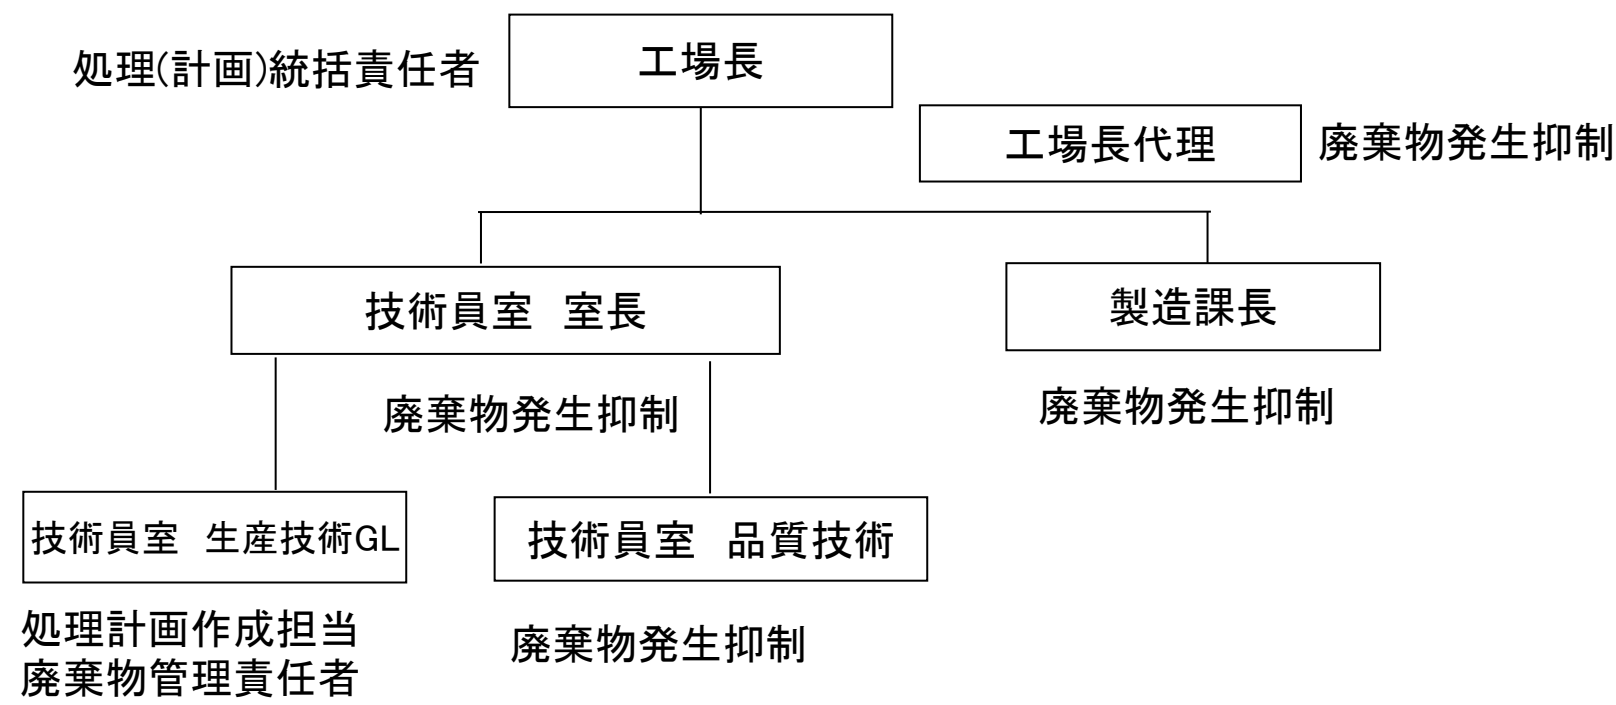 処理(計画)統括責任者
工場長
工場長代理
廃棄物発生抑制
技術員室　室長
製造課長
廃棄物発生抑制
廃棄物発生抑制
技術員室　生産技術GL
技術員室　品質技術
処理計画作成担当
廃棄物管理責任者
廃棄物発生抑制